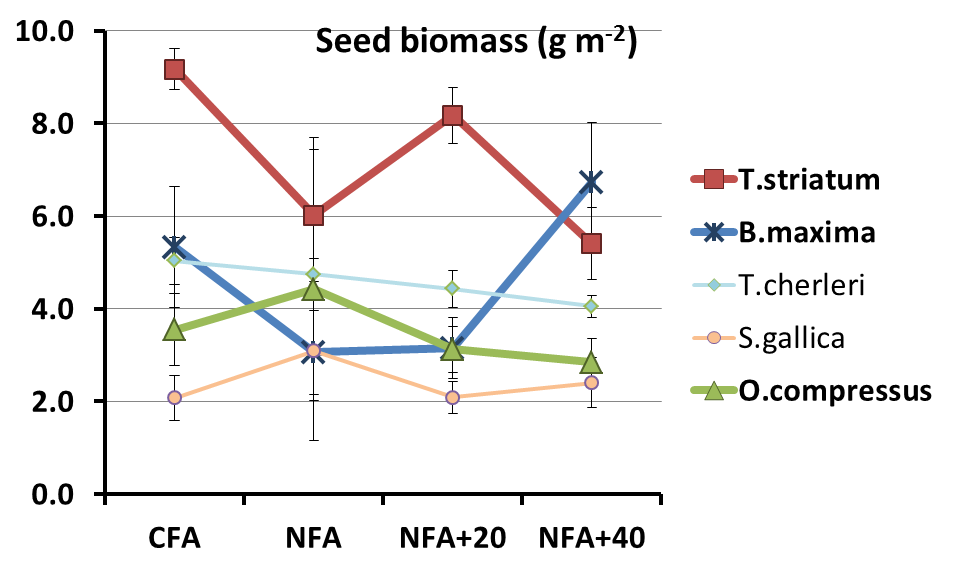 Seed biomass (g m-2)
10.0
8.0
6.0
4.0
2.0
0.0
CFA NFA NFA+20 NFA+40
T.striatum
B.maxima
T.cherleri
S.gallica
O.compressus